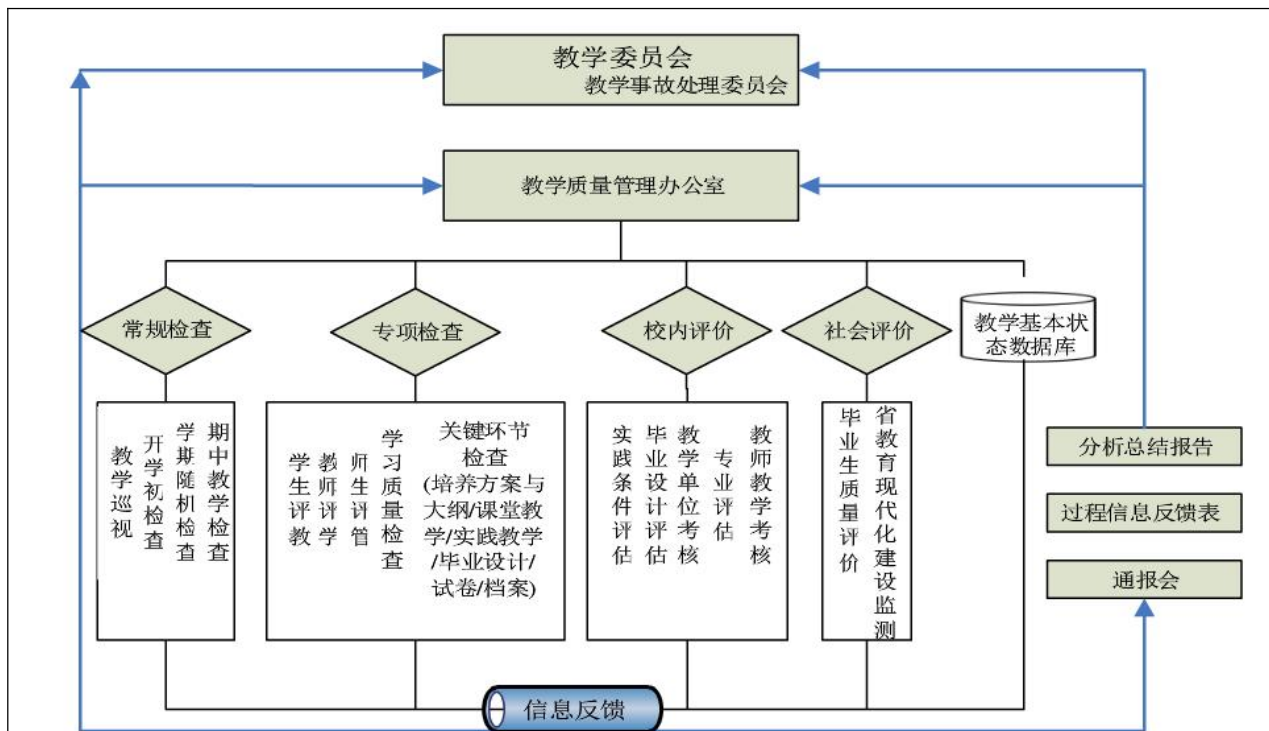 教学委员会
教学事故处理委员会
教学质量管理办公室
常规检查
专项检查
校内评价
社会评价
教学基本状
态数据库
教学巡视
开学初检查
学期随机检查
期中教学检查
学生评教
教师评学
师生评管
学习质量检查
关键环节
检查
(培养方案与
大纲/课堂教
学/实践教学
/毕业设计/
试卷/档案)
实践条件评估
毕业设计评估
教学单位考核
专业评估
教师教学考核
毕业生质量评价
省教育现代化建设监测
分析总结报告
过程信息反馈表
通报会
信息反馈